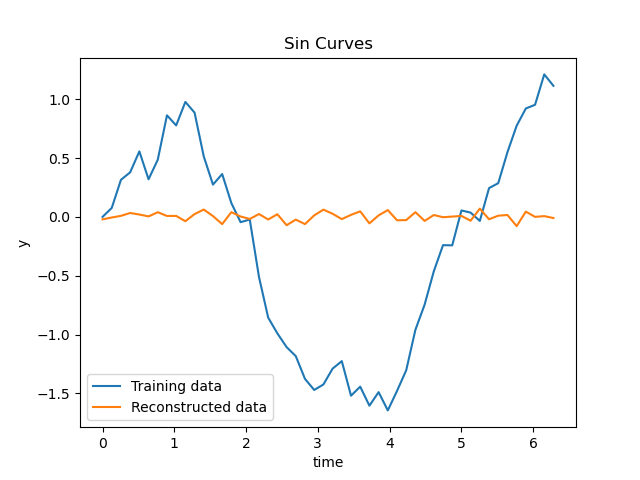 Sin Curves
1.0
0.5
0.0
−0.5
−1.0
−1.5
y
Training data
Reconstructed data
0 1 2 3 4 5 6
time